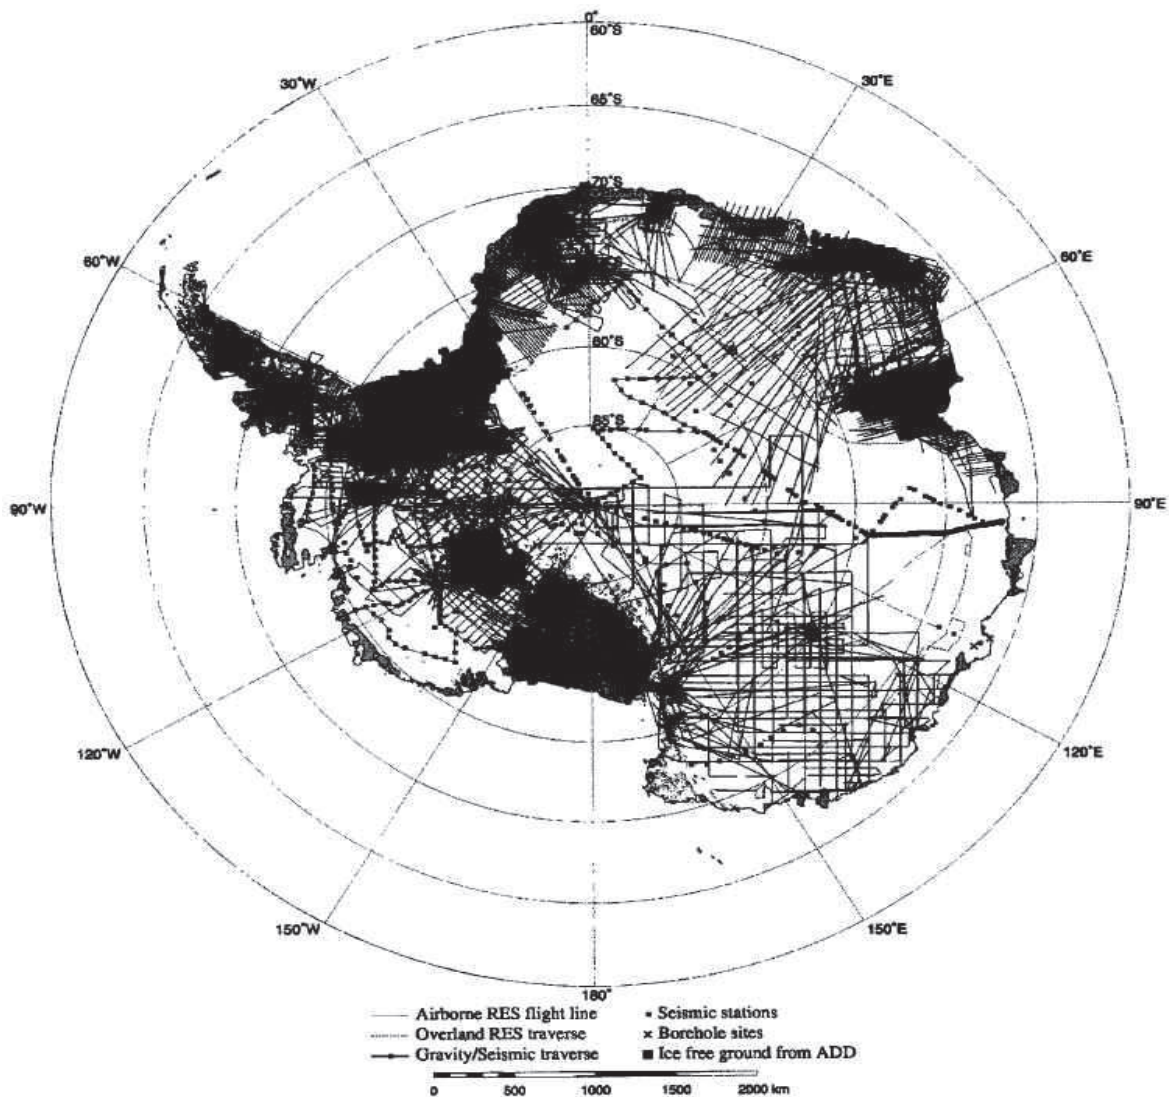 0°
60°S
30°W
30°E
65°S
70°S
60°W
60°E
80°S
85°S
90°W
90°E
120°W
120°E
150°W
150°E
180°
Airborne RES flight line
Overland RES traverse
Gravity/Seismic traverse
Seismic stations
Borehole sites
Ice free ground from ADD
0 500 1000 1500 2000 km